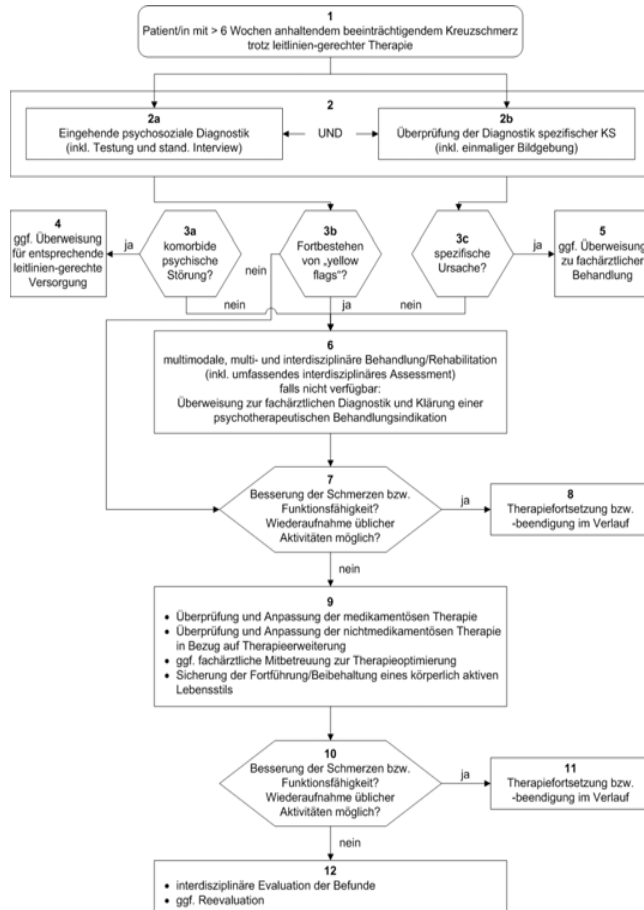 1
Patient/in mit > 6 Wochen anhaltendem beeinträchtigendem Kreuzschmerz
trotz leitlinien-gerechter Therapie
2
2a
Eingehende psychosoziale Diagnostik
(inkl. Testung und stand. Interview)
UND
2b
Überprüfung der Diagnostik spezifischer KS
(inkl. einmaliger Bildgebung)
4
ggf. Überweisung
für entsprechende
leitlinien-gerechte
Versorgung
ja
3a
komorbide
psychische
Störung?
nein
nein
3b
Fortbestehen
von „yellow
flags“?
ja
3c
spezifische
Ursache?
nein
ja
5
ggf. Überweisung
zu fachärztlicher
Behandlung
6
multimodale, multi- und interdisziplinäre Behandlung/Rehabilitation
(inkl. umfassendes interdisziplinäres Assessment)
falls nicht verfügbar:
Überweisung zur fachärztlichen Diagnostik und Klärung einer
psychotherapeutischen Behandlungsindikation
7
Besserung der Schmerzen bzw.
Funktionsfähigkeit?
Wiederaufnahme üblicher
Aktivitäten möglich?
ja
8
Therapiefortsetzung bzw.
-beendigung im Verlauf
nein
9
• Überprüfung und Anpassung der medikamentösen Therapie
• Überprüfung und Anpassung der nichtmedikamentösen Therapie
in Bezug auf Therapieerweiterung
• ggf. fachärztliche Mitbetreuung zur Therapieoptimierung
• Sicherung der Fortführung/Beibehaltung eines körperlich aktiven
Lebensstils
10
Besserung der Schmerzen bzw.
Funktionsfähigkeit?
Wiederaufnahme üblicher
Aktivitäten möglich?
ja
11
Therapiefortsetzung bzw.
-beendigung im Verlauf
nein
12
• interdisziplinäre Evaluation der Befunde
• ggf. Reevaluation